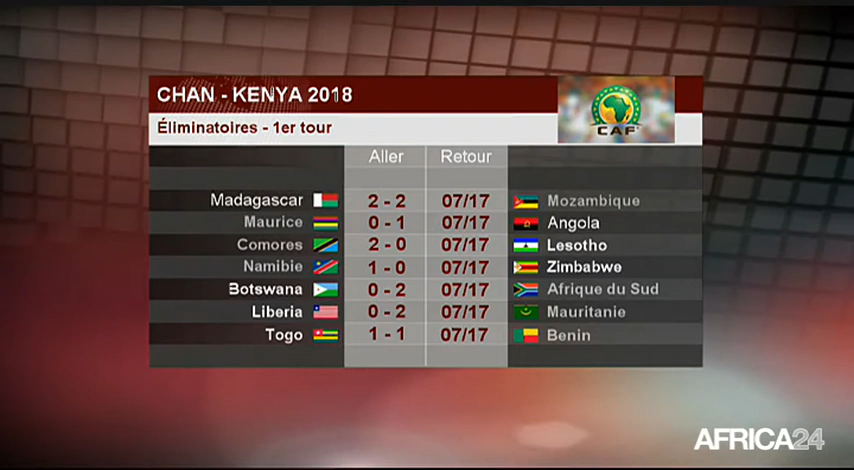 CHAN - KENYA 2018
Éliminatoires - 1er tour
CAF
Aller Retour
Madagascar 2 - 2 07/17 Mozambique
Maurice 0 - 1 07/17 Angola
Comores 2 - 0 07/17 Lesotho
Namibie 1 - 0 07/17 Zimbabwe
Botswana 0 - 2 07/17 Afrique du Sud
Liberia 0 - 2 07/17 Mauritanie
Togo 1 - 1 07/17 Benin
AFRICA24